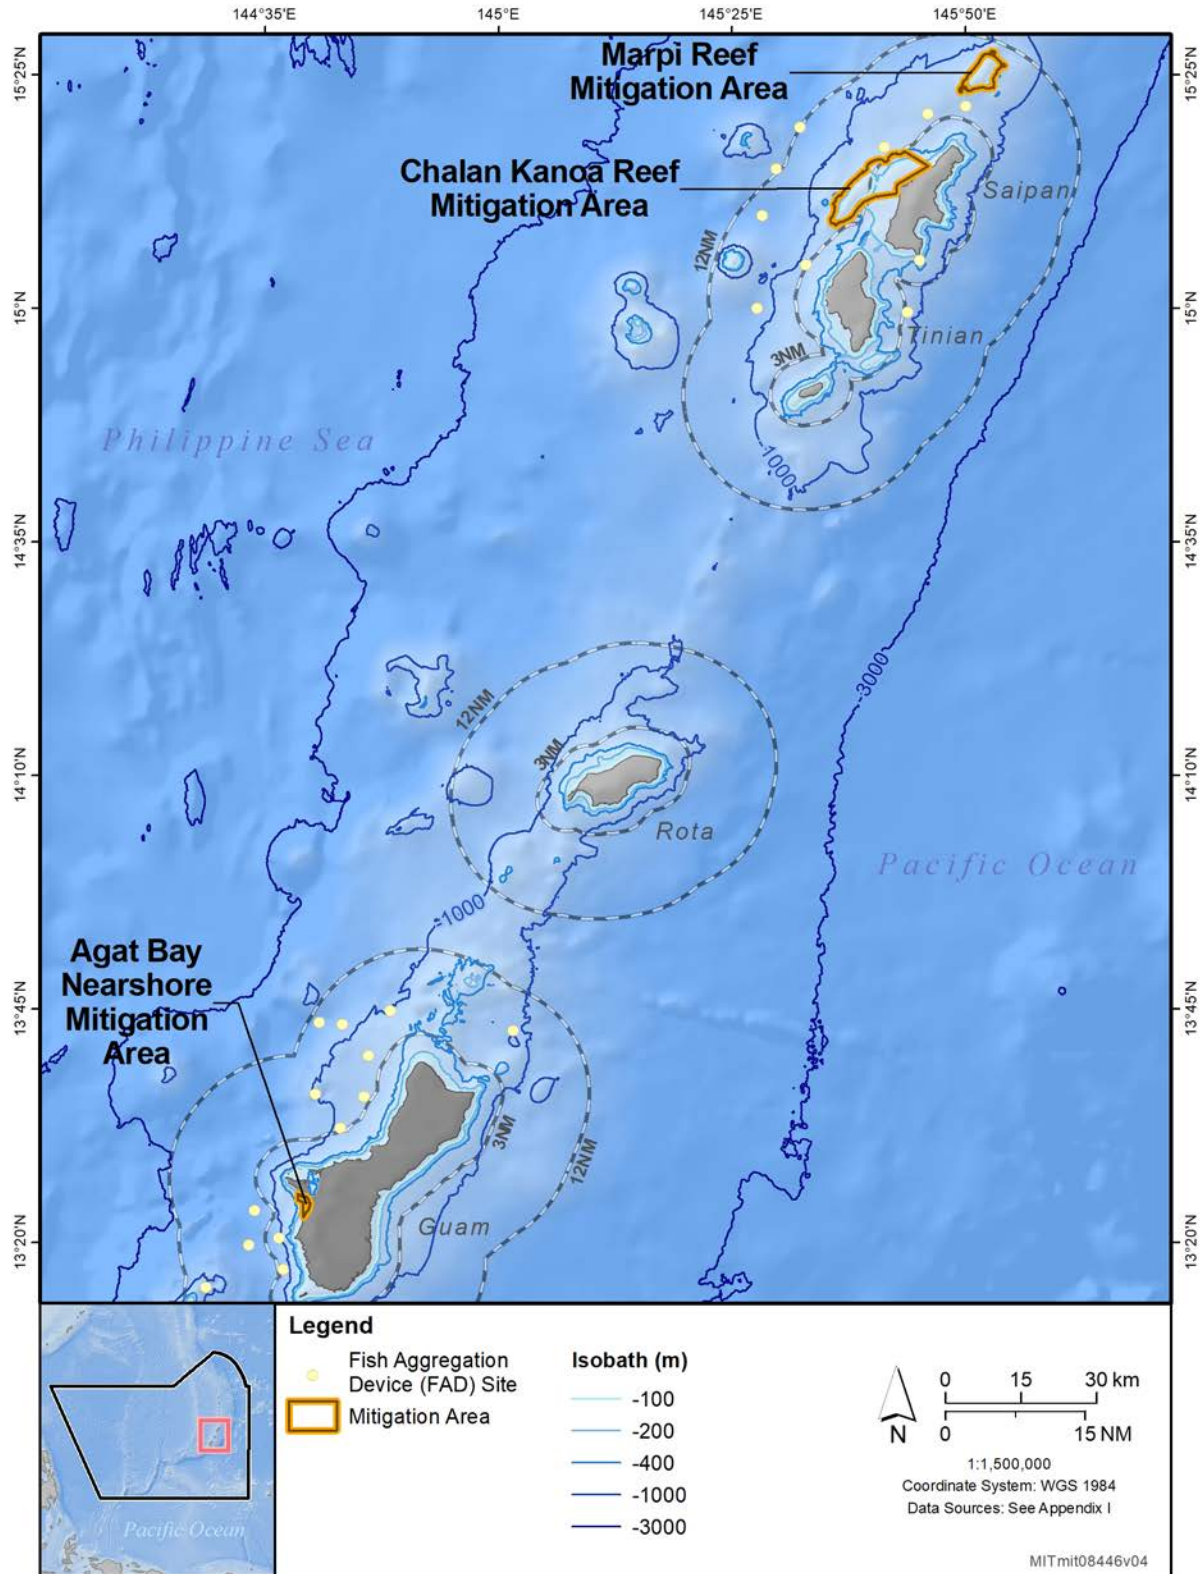 144°35'E 145°E 145°25'E 145°50'E
15°25'N
15°25'N
Marpi Reef
Mitigation Area
Chalan Kanoa Reef
Mitigation Area
Saipan
12NM
15°N
15°N
Tinian
3NM
Philippine Sea
-1000
14°35'N
14°35'N
-3000
12NM
3NM
14°10'N
14°10'N
Rota
Pacific Ocean
-1000
Agat Bay
Nearshore
Mitigation
Area
13°45'N
13°45'N
3NM
12NM
Guam
13°20'N
13°20'N
Pacific Ocean
Legend
Fish Aggregation
Device (FAD) Site
Mitigation Area
Isobath (m)
-100
-200
-400
-1000
-3000
N
0 15 30 km
0 15 NM
1:1,500,000
Coordinate System: WGS 1984
Data Sources: See Appendix I
MITmit08446v04